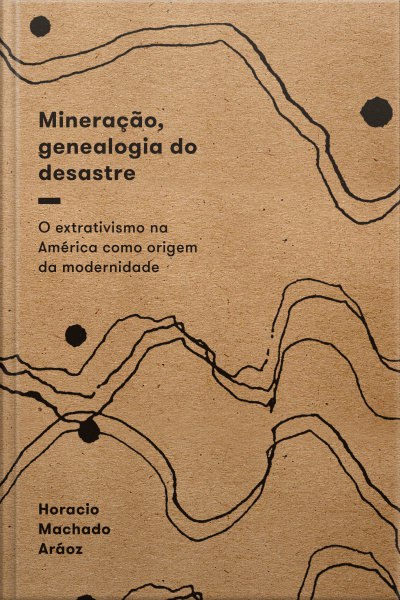 Mineração,
genealogia do
desastre
O extrativismo na
América como origem
da modernidade
Horacio
Machado
Aráoz